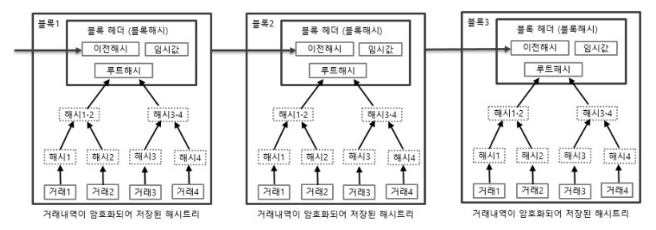 블록1
블록 헤더 (블록해시)
이전해시 임시값
루트해시
해시1-2 해시3-4
해시1 해시2 해시3 해시4
거래1 거래2 거래3 거래4
거래내역이 암호화되어 저장된 해시트리
블록2
블록 헤더 (블록해시)
이전해시 임시값
루트해시
해시1-2 해시3-4
해시1 해시2 해시3 해시4
거래1 거래2 거래3 거래4
거래내역이 암호화되어 저장된 해시트리
블록3
블록 헤더 (블록해시)
이전해시 임시값
루트해시
해시1-2 해시3-4
해시1 해시2 해시3 해시4
거래1 거래2 거래3 거래4
거래내역이 암호화되어 저장된 해시트리